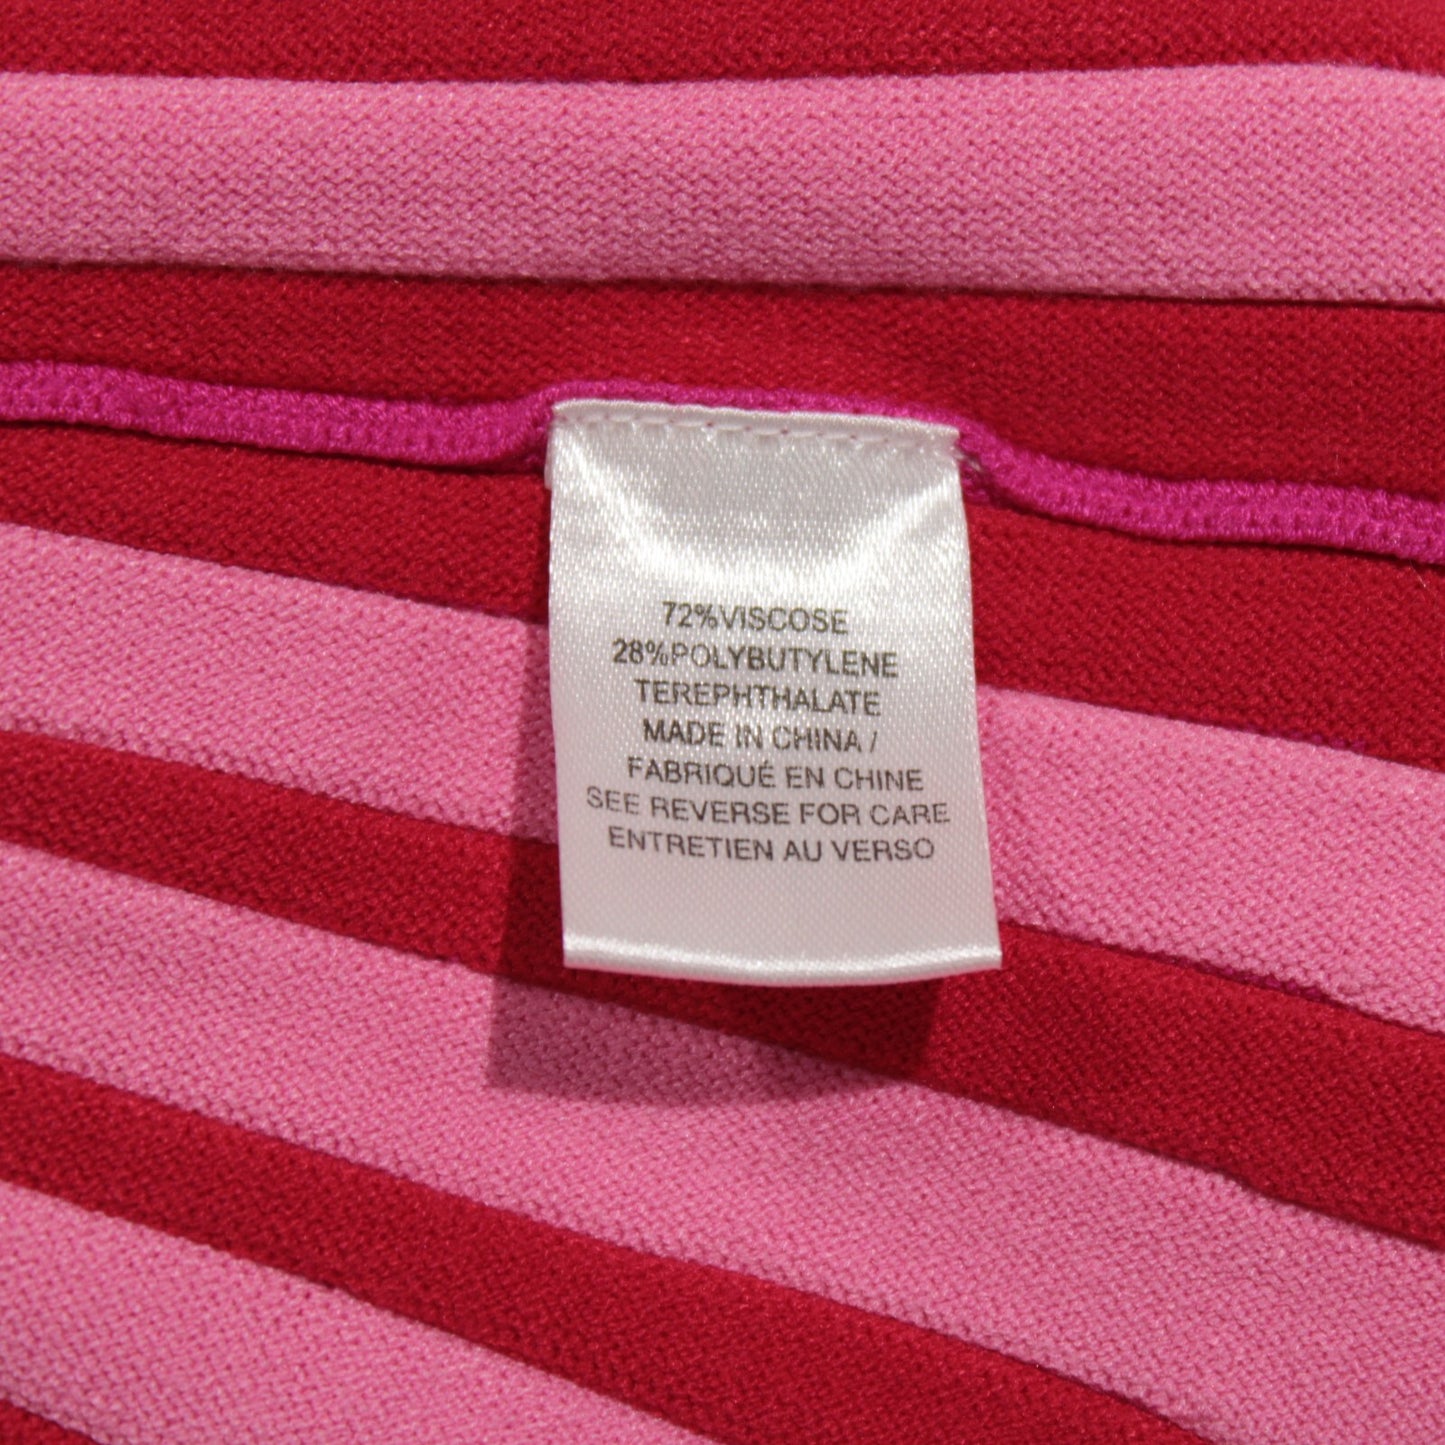 72%VISCOSE
28%POLYBUTYLENE
TEREPHTHALATE
MADE IN CHINA /
FABRIQUÉ EN CHINE
SEE REVERSE FOR CARE
ENTRETIEN AU VERSO